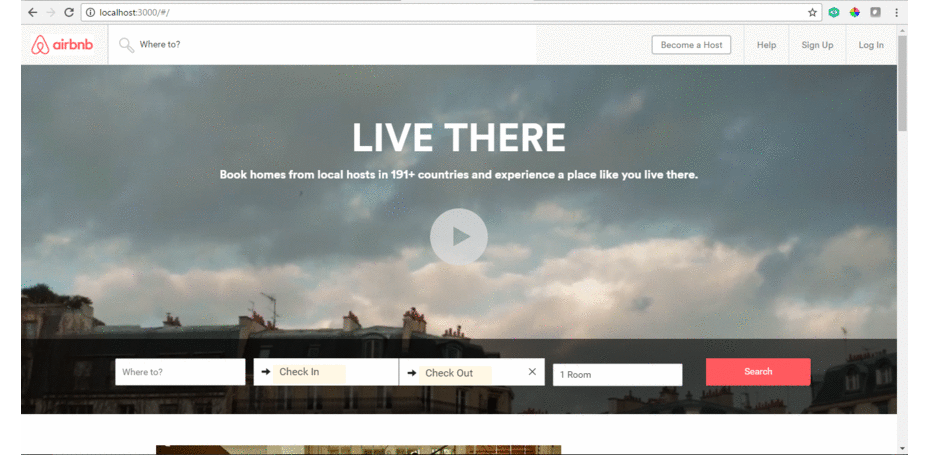 localhost:3000/#/
airbnb
Where to?
Become a Host
Help
Sign Up
Log In
LIVE THERE
Book homes from local hosts in 191+ countries and experience a place like you live there.
Where to?
Check In
Check Out
1 Room
Search